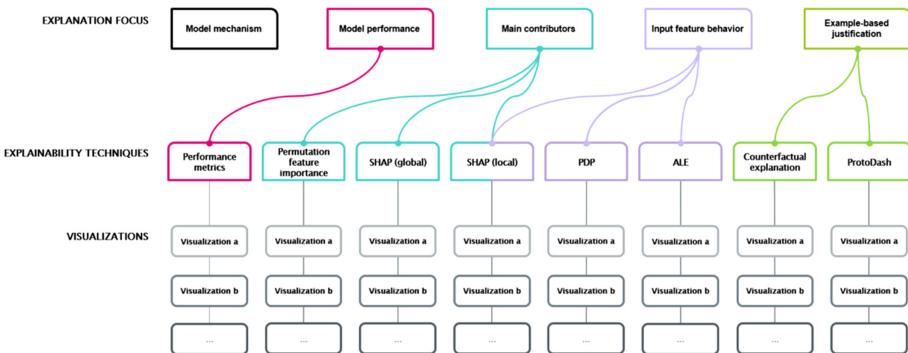 EXPLANATION FOCUS
Model mechanism
Model performance
Main contributors
Input feature behavior
Example-based
justification
EXPLAINABILITY TECHNIQUES
Performance
metrics
Permutation
feature
importance
SHAP (global)
SHAP (local)
PDP
ALE
Counterfactual
explanation
ProtoDash
VISUALIZATIONS
Visualization a
Visualization a
Visualization a
Visualization a
Visualization a
Visualization a
Visualization a
Visualization a
Visualization b
Visualization b
Visualization b
Visualization b
Visualization b
Visualization b
Visualization b
Visualization b
...
...
...
...
...
...
...
...